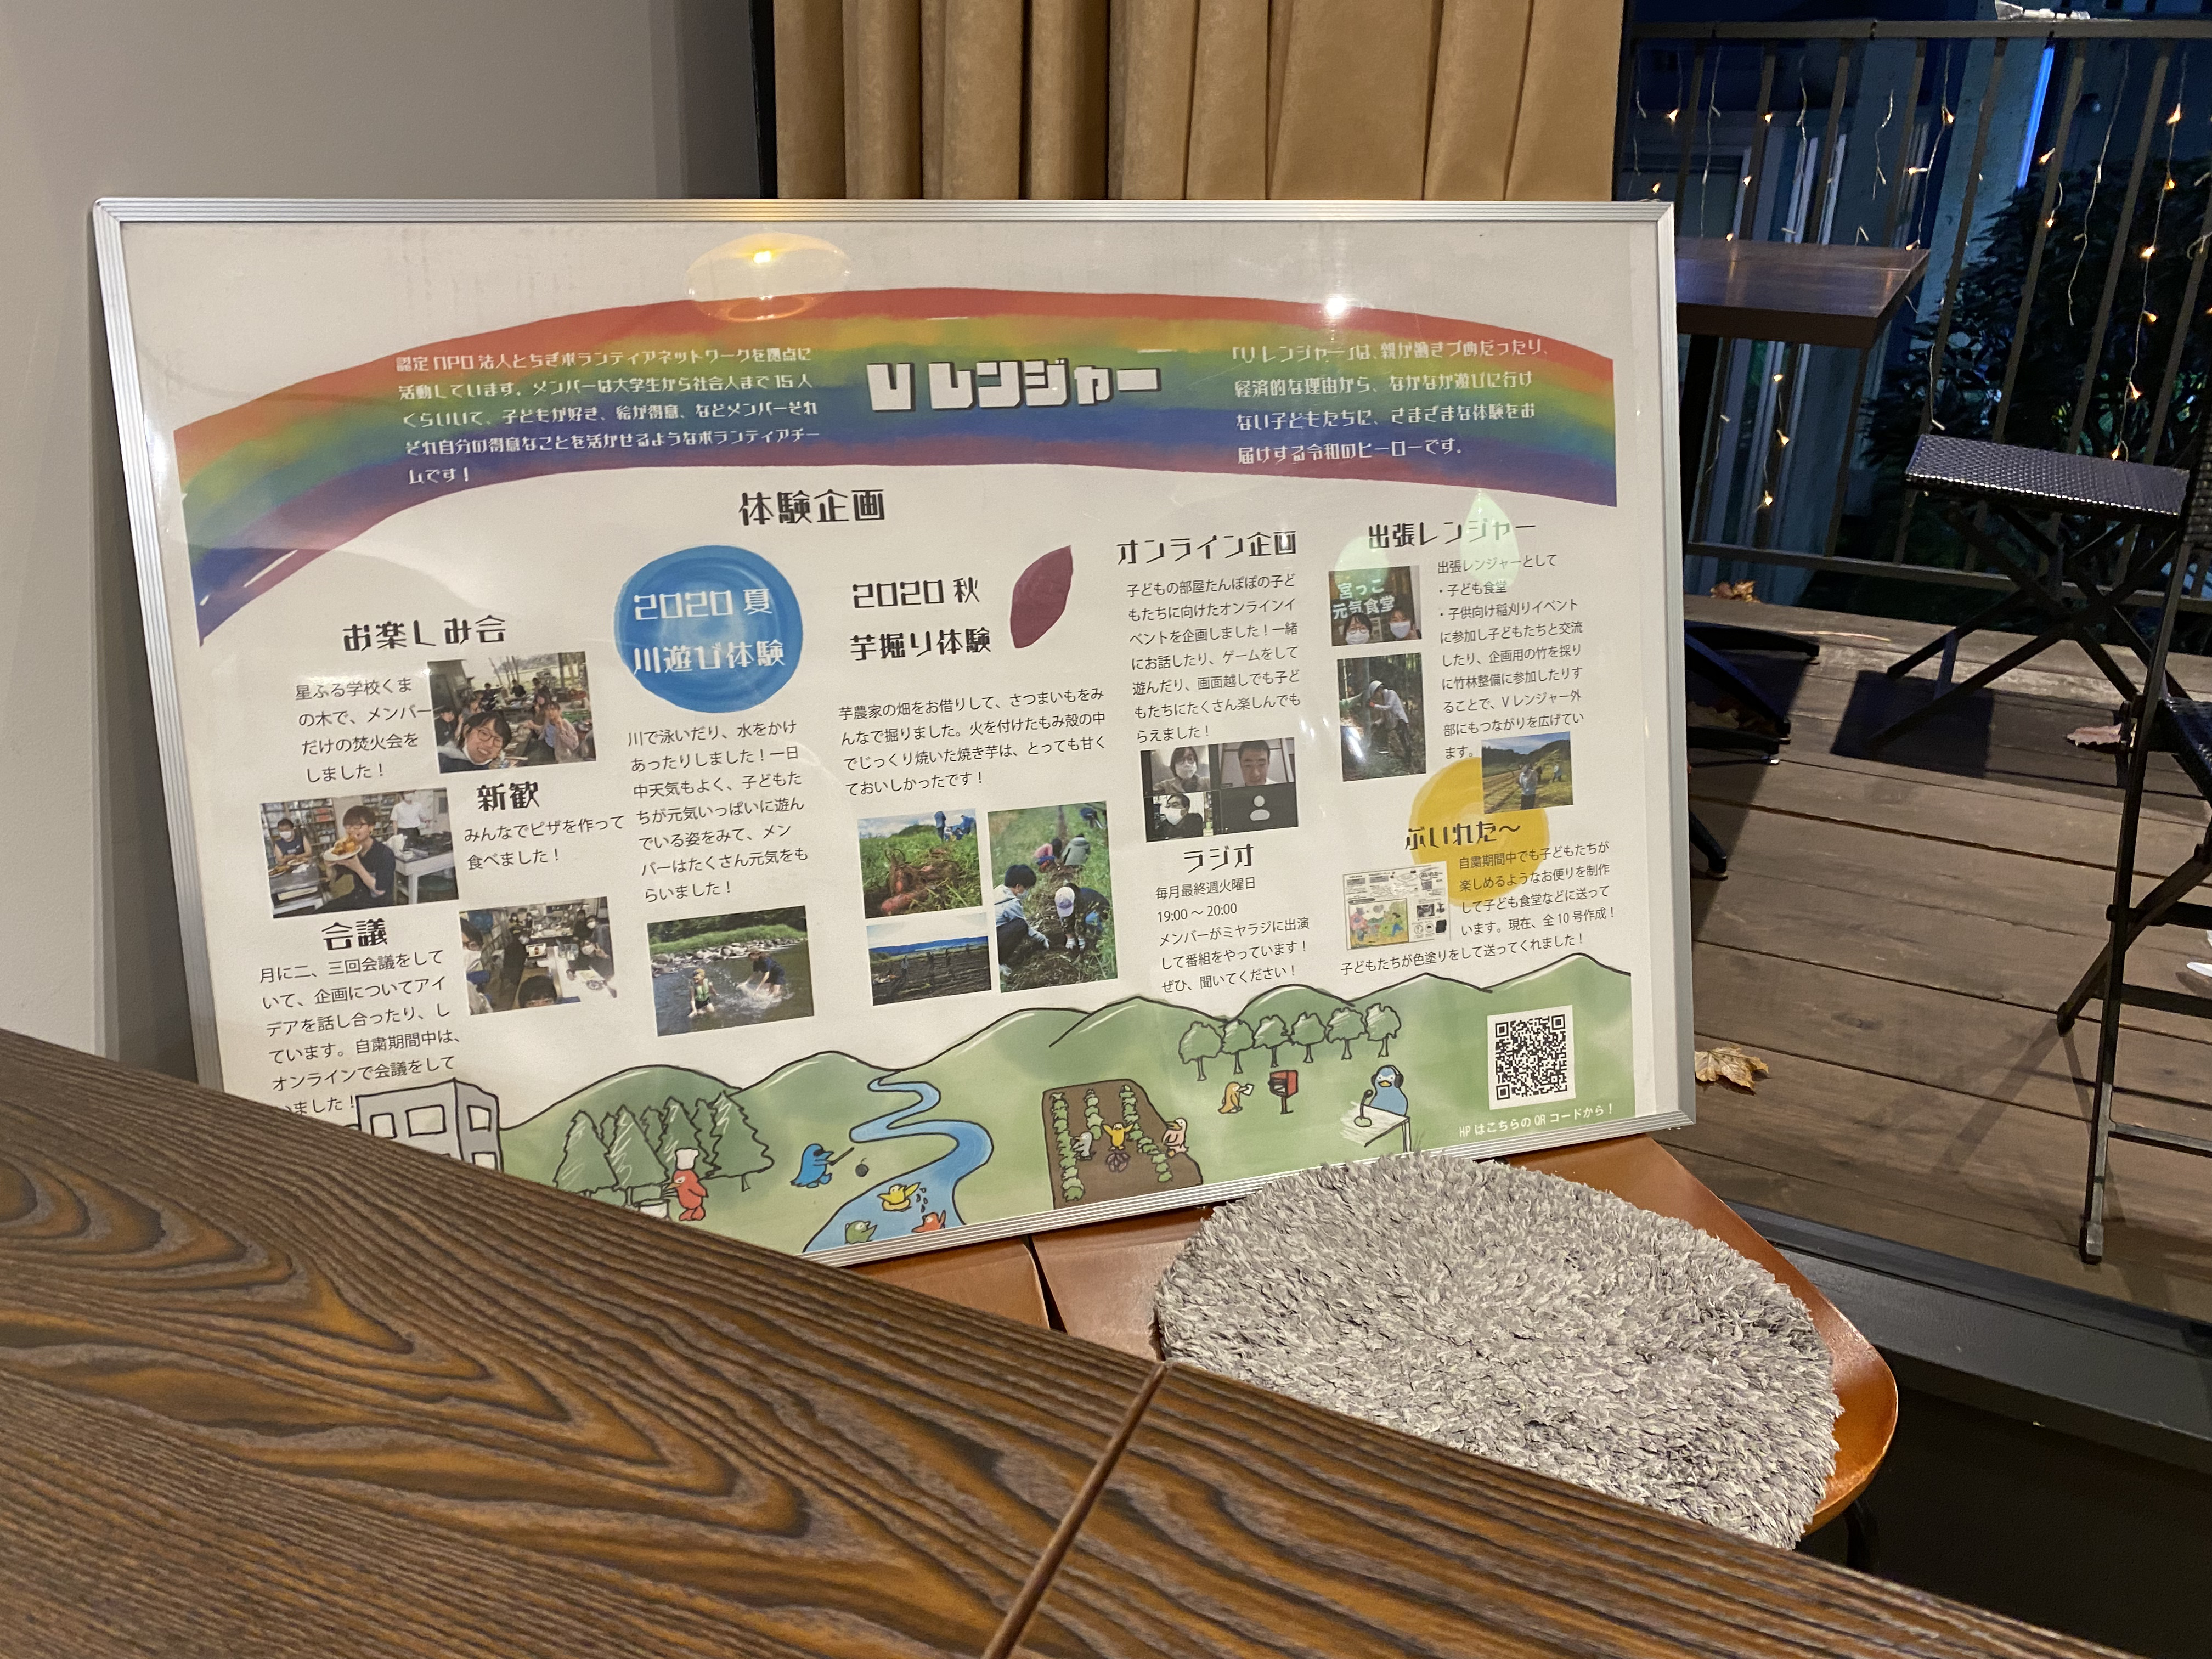 認定NPO法人とちぎボランティアネットワークを拠点に
活動しています。メンバーは大学生から社会人まで15人
くらいいて、子どもが好き、絵が得意、などメンバーそれ
ぞれ自分の得意なことを活かせるようなボランティアチー
ムです！
Vレンジャー
「Vレンジャー」は、親が働きづめだったり、
経済的な理由から、なかなか遊びに行け
ない子どもたちに、さまざまな体験をお
届けする令和のヒーローです。
体験企画
お楽しみ会
星ふる学校くま
の木で、メンバー
だけの焚火会を
しました！
新歓
みんなでピザを作って
食べました！
会議
月に二、三回会議をして
いて、企画についてアイ
デアを話し合ったり、し
ています。自粛期間中は、
オンラインで会議をして
いました！
2020夏
川遊び体験
川で泳いだり、水をかけ
あったりしました！一日
中天気もよく、子どもた
ちが元気いっぱいに遊ん
でいる姿をみて、メン
バーはたくさん元気をも
らいました！
2020秋
芋掘り体験
芋農家の畑をお借りして、さつまいもをみ
んなで掘りました。火を付けたもみ殻の中
でじっくり焼いた焼き芋は、とっても甘く
ておいしかったです！
オンライン企画
子どもの部屋たんぽぽの子ど
もたちに向けたオンラインイ
ベントを企画しました！一緒
にお話したり、ゲームをして
遊んだり、画面越しでも子ど
もたちにたくさん楽しんでも
らえました！
ラジオ
毎月最終週火曜日
19:00～20:00
メンバーがミヤラジに出演
して番組をやっています！
ぜひ、聞いてください！
出張レンジャー
宮っこ
元気食堂
出張レンジャーとして
・子ども食堂
・子供向け稲刈りイベント
に参加し子どもたちと交流
したり、企画用の竹を採り
に竹林整備に参加したりす
ることで、Vレンジャー外
部にもつながりを広げてい
ます。
ぶいれた～
自粛期間中でも子どもたちが
楽しめるようなお便りを制作
して子ども食堂などに送って
います。現在、全10号作成！
子どもたちが色塗りをして送ってくれました！
HPはこちらのQRコードから！